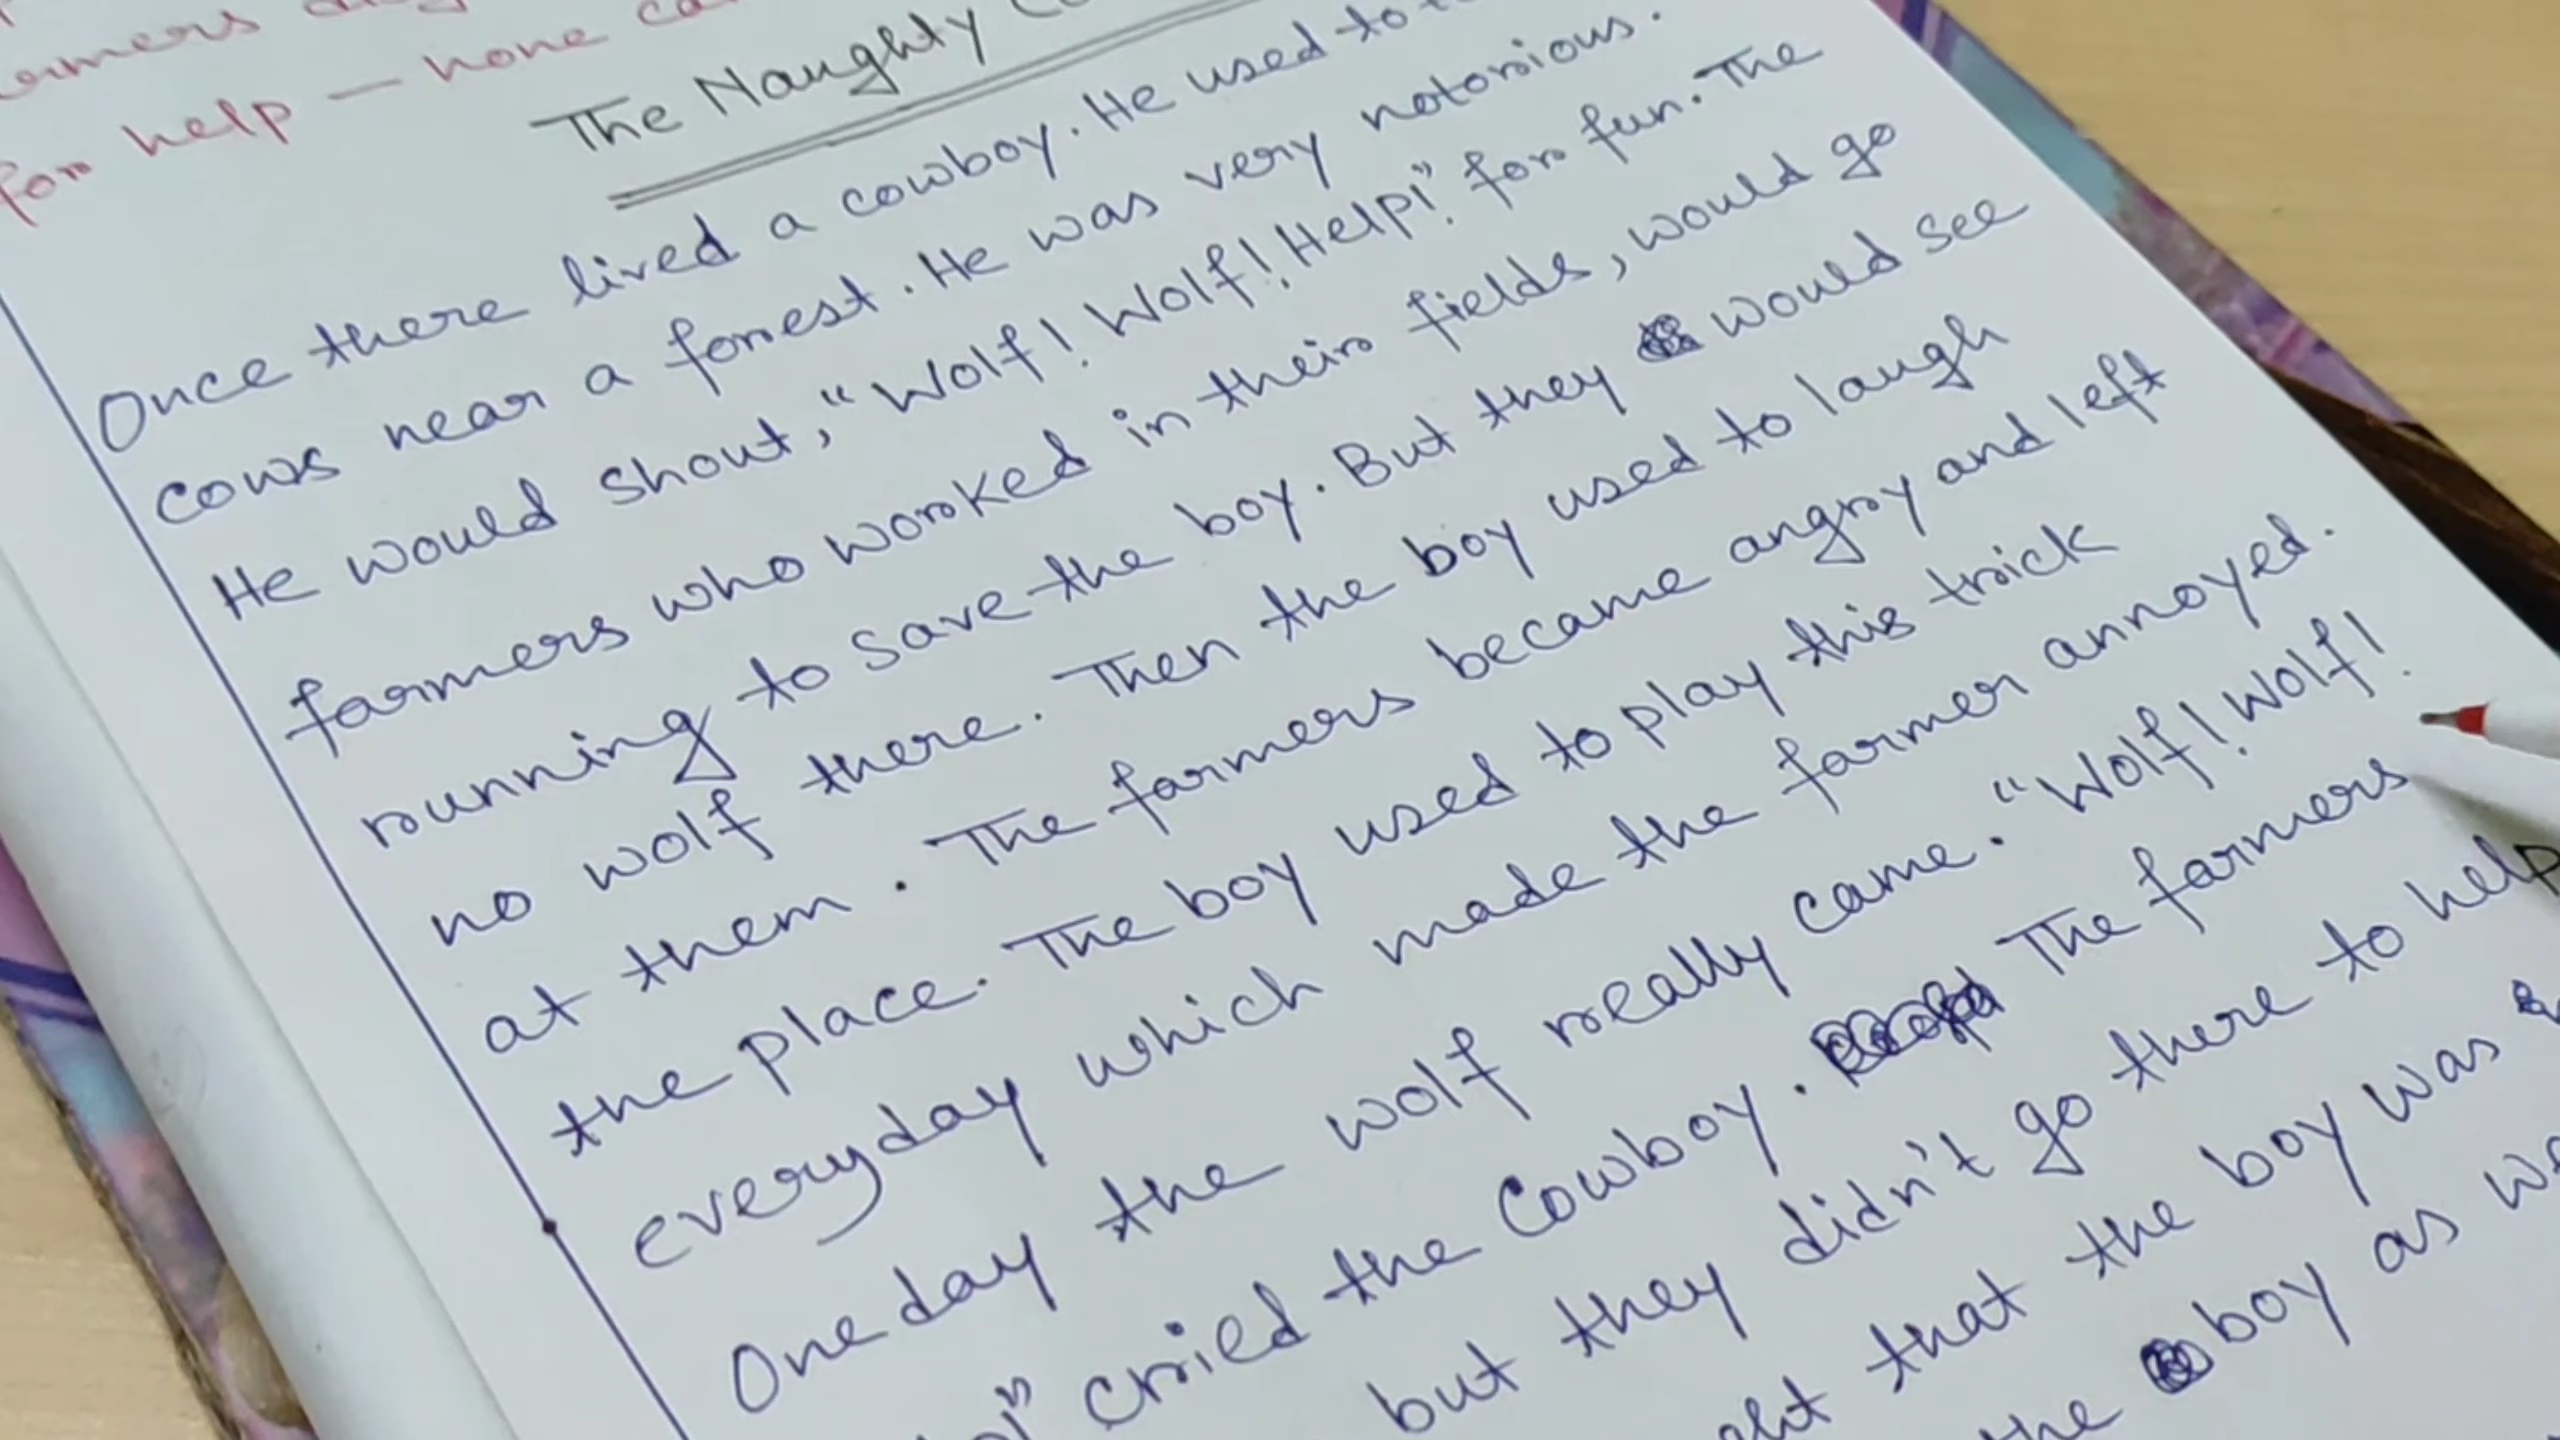 for help — none
The Naughty
Once there lived a cowboy. He used to
cows near a forest. He was very notorious.
He would shout, "Wolf! Wolf! Help!" for fun. The
farmers who worked in their fields, would go
running to save the boy. But they would see
no wolf there. Then the boy used to laugh
at them. The farmers became angry and left
the place. The boy used to play this trick
everyday which made the farmer annoyed.
One day the wolf really came. "Wolf! Wolf!
cried the Cowboy. The farmers
but they didn't go there to help
that the boy was
the boy as